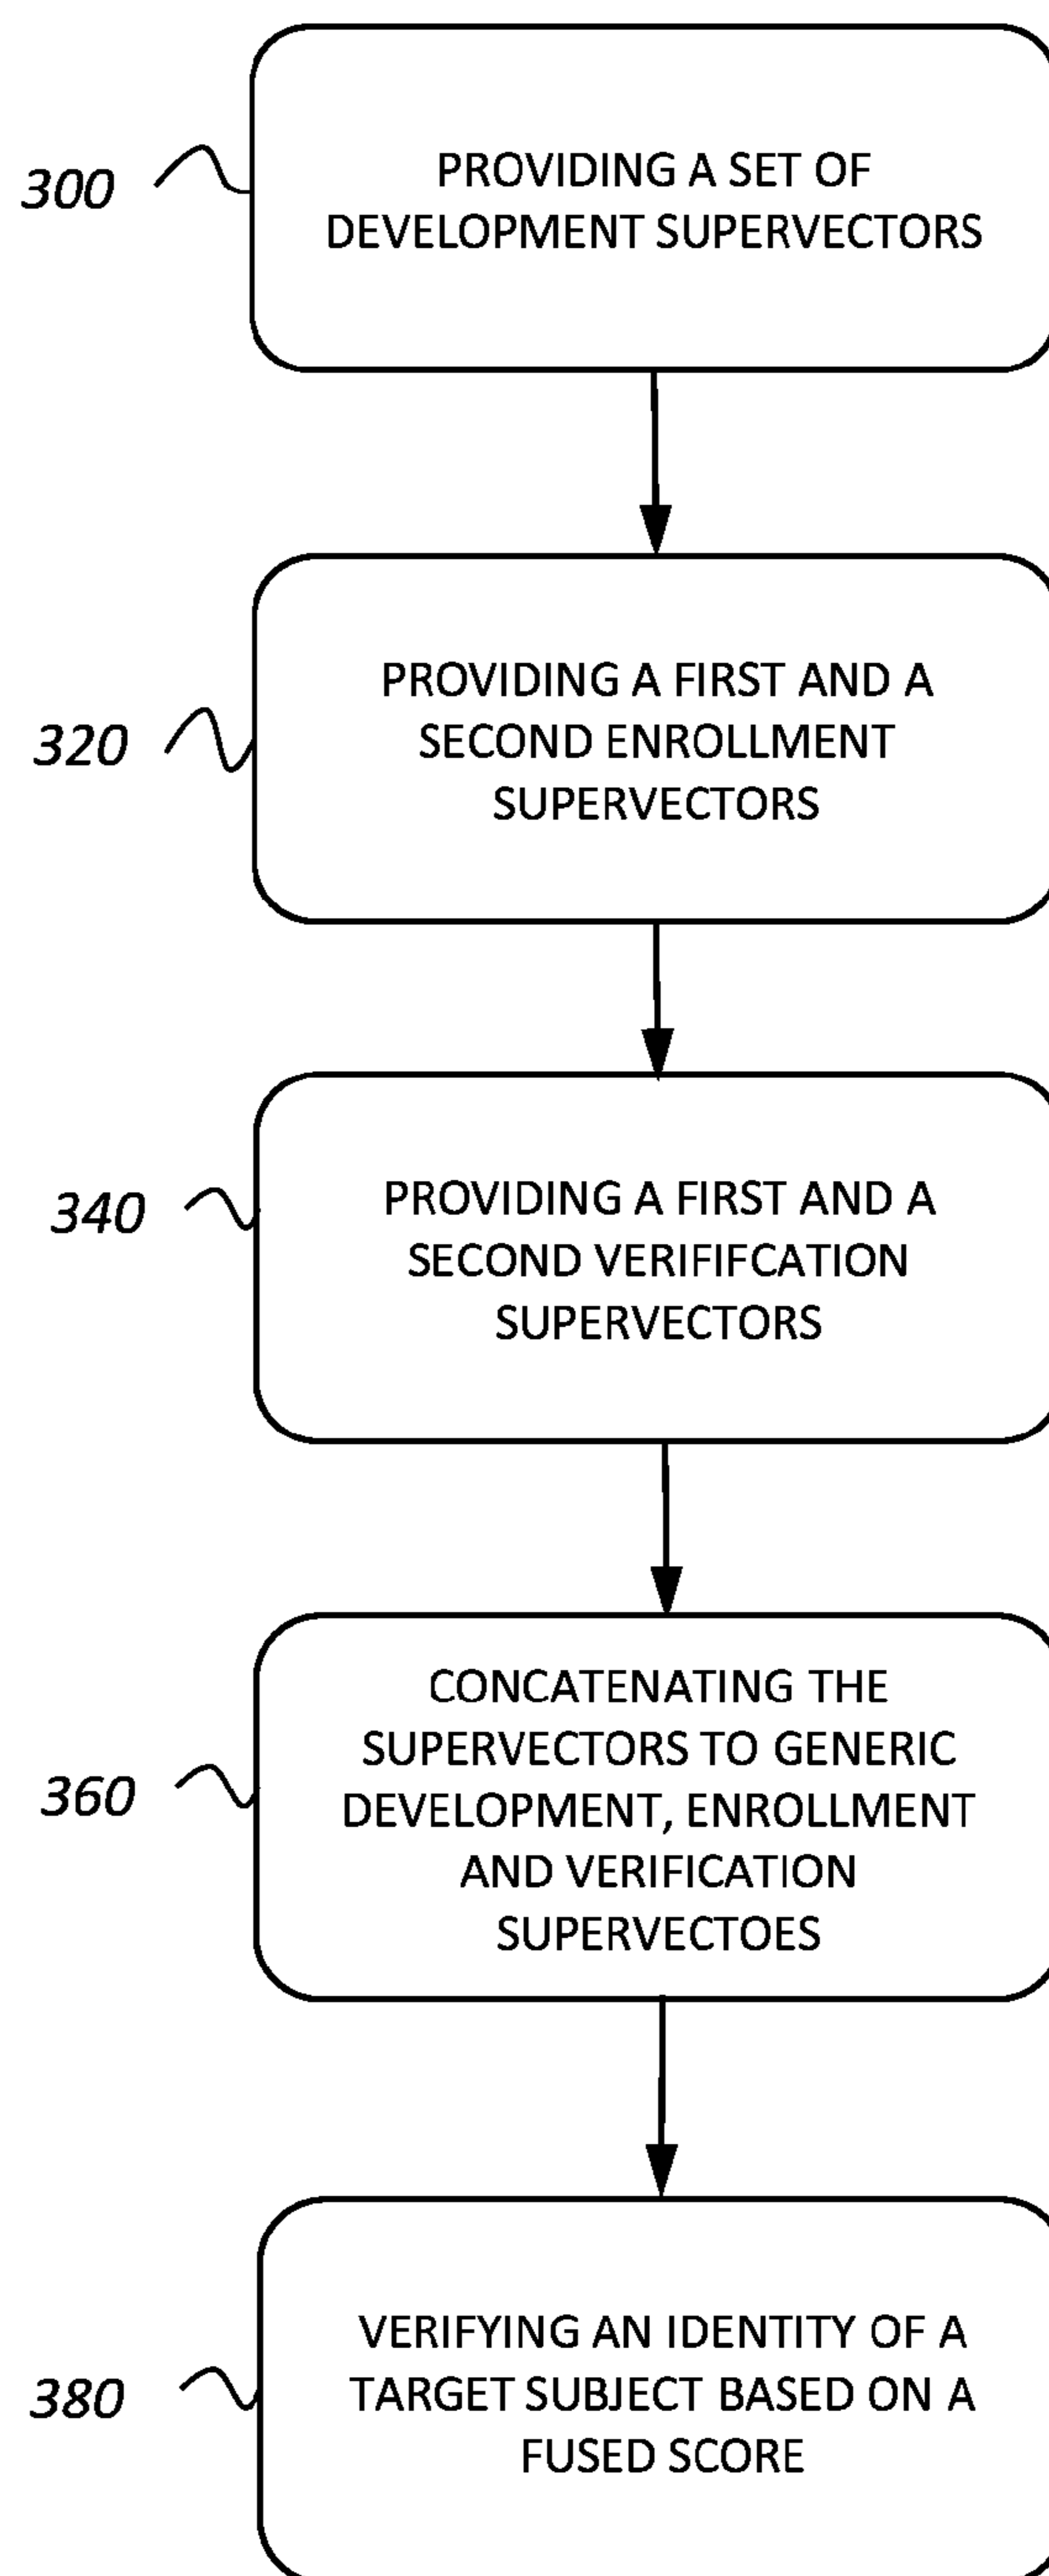 300
PROVIDING A SET OF
DEVELOPMENT SUPERVECTORS
320
PROVIDING A FIRST AND A
SECOND ENROLLMENT
SUPERVECTORS
340
PROVIDING A FIRST AND A
SECOND VERIFIFCATION
SUPERVECTORS
360
CONCATENATING THE
SUPERVECTORS TO GENERIC
DEVELOPMENT, ENROLLMENT
AND VERIFICATION
SUPERVECTOES
380
VERIFYING AN IDENTITY OF A
TARGET SUBJECT BASED ON A
FUSED SCORE